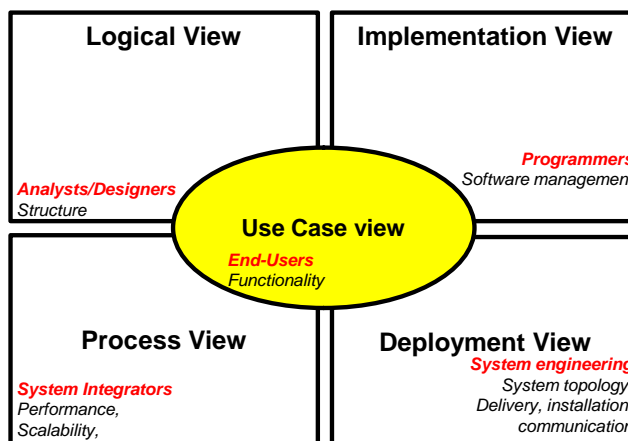 Logical View
Implementation View
Analysts/Designers
Structure
Programmers
Software management
Use Case view
End-Users
Functionality
Process View
System Integrators
Performance,
Scalability,
Deployment View
System engineering
System topology
Delivery, installation
communication